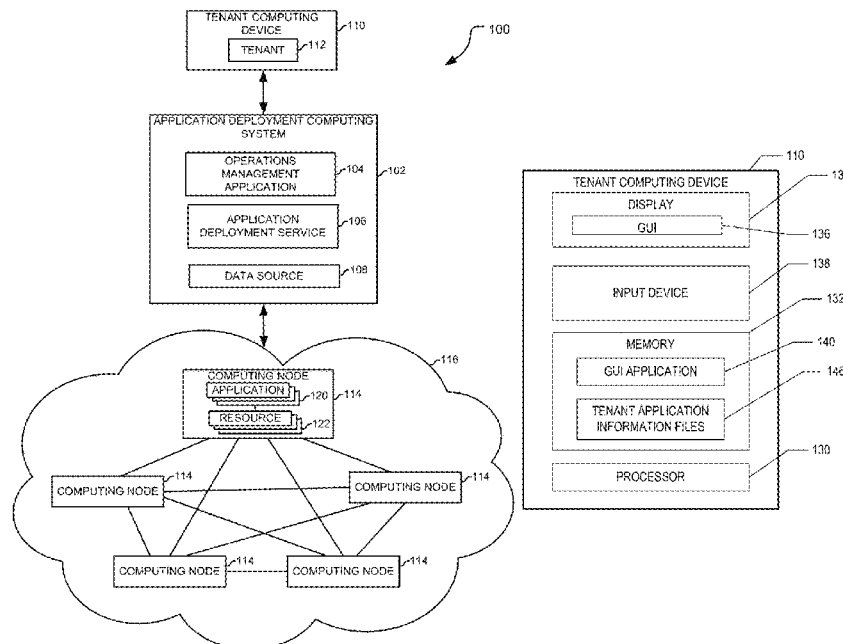 TENANT COMPUTING
DEVICE
110
TENANT
112
100
APPLICATION DEPLOYMENT COMPUTING
SYSTEM
OPERATIONS
MANAGEMENT
APPLICATION
104
102
APPLICATION
DEPLOYMENT SERVICE
106
DATA SOURCE
108
116
COMPUTING NODE
APPLICATION
120
114
RESOURCE
122
114
COMPUTING NODE
COMPUTING NODE
114
COMPUTING NODE
114
COMPUTING NODE
114
110
TENANT COMPUTING DEVICE
DISPLAY
GUI
136
INPUT DEVICE
138
132
MEMORY
GUI APPLICATION
140
146
TENANT APPLICATION
INFORMATION FILES
PROCESSOR
130